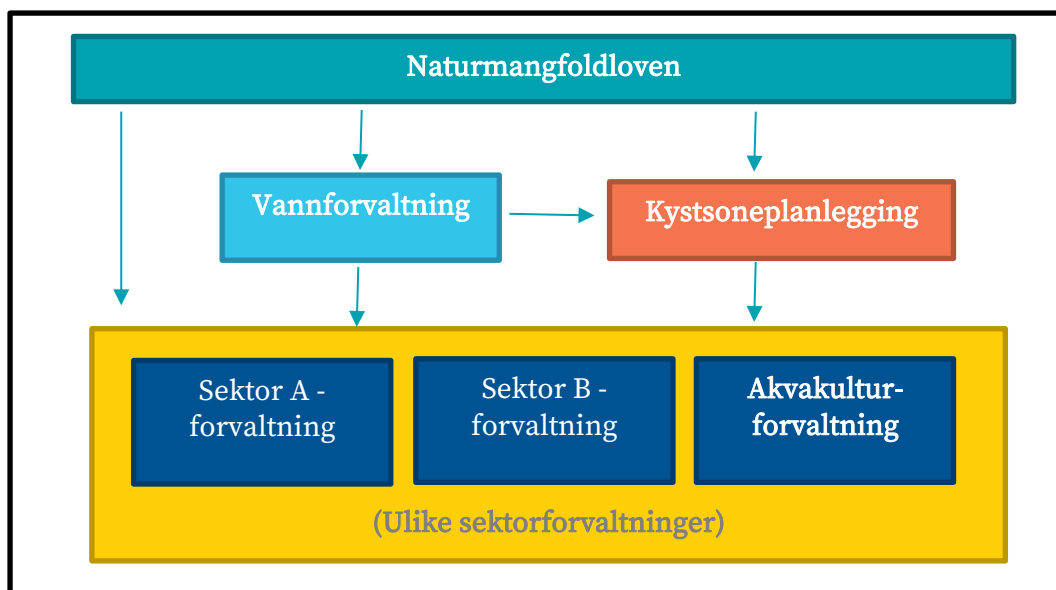 Naturmangfoldloven
Vannforvaltning
Kystsoneplanlegging
Sektor A -
forvaltning
Sektor B -
forvaltning
Akvakultur-
forvaltning
(Ulike sektorforvaltninger)